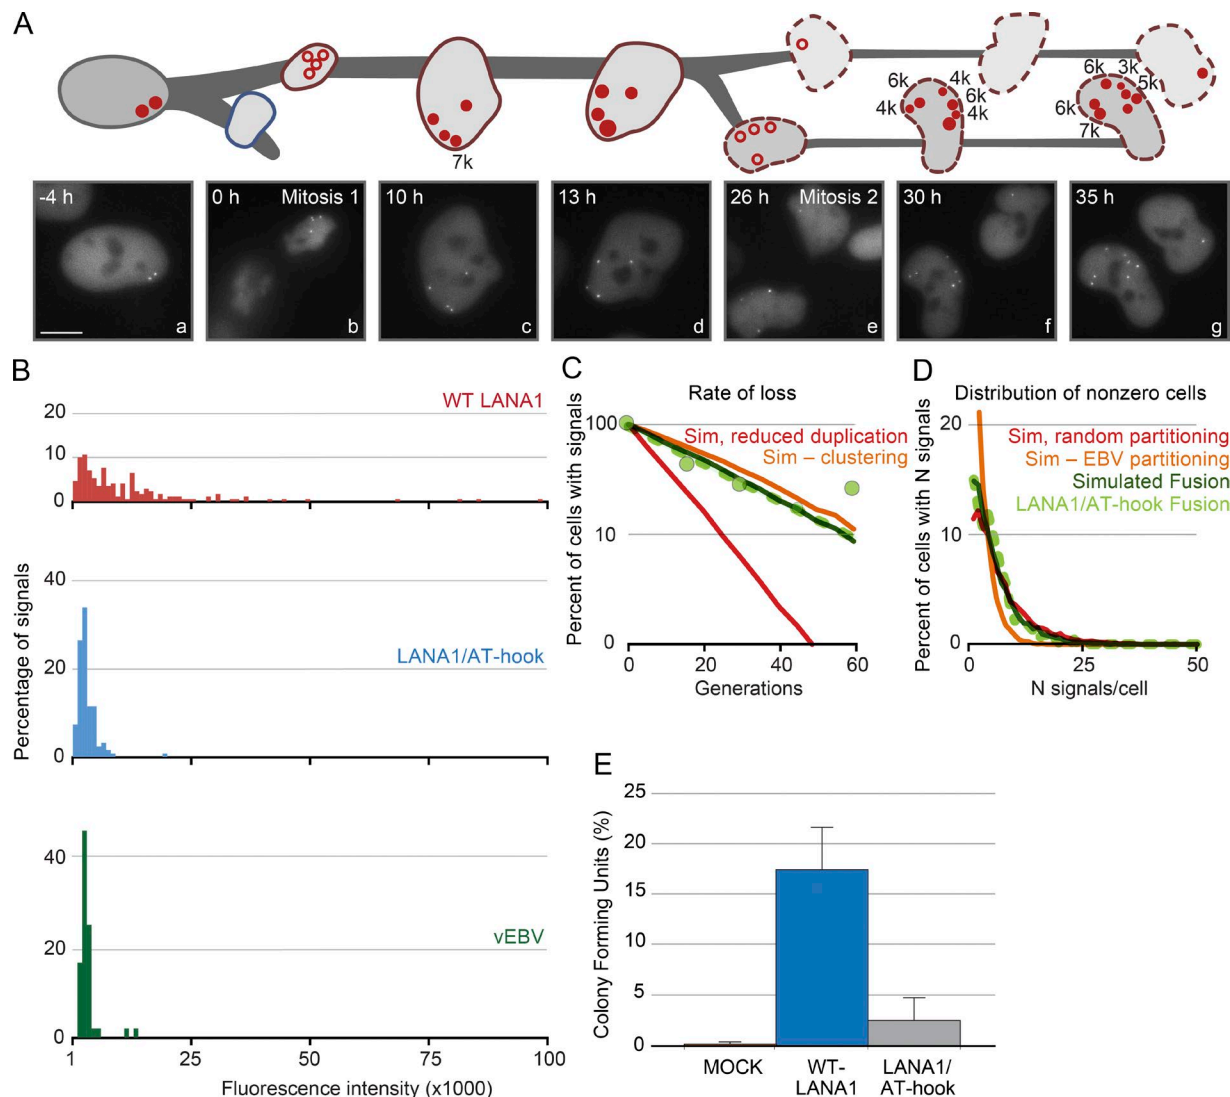 A
7k
6k
4k
4k
6k
4k
6k
3k
5k
6k
7k
-4 h
a
0 h
Mitosis 1
b
10 h
c
13 h
d
26 h
Mitosis 2
e
30 h
f
35 h
g
B
Percentage of signals
WT LANA1
20
10
0
LANA1/AT-hook
40
20
0
vEBV
40
20
0
1
25
50
75
100
Fluorescence intensity (x1000)
C
Rate of loss
Percent of cells with signals
Sim, reduced duplication
Sim – clustering
100
10
0
0
20
40
60
Generations
D
Distribution of nonzero cells
Percent of cells with N signals
Sim, random partitioning
Sim – EBV partitioning
Simulated Fusion
LANA1/AT-hook Fusion
20
10
0
0
25
50
N signals/cell
E
Colony Forming Units (%)
25
20
15
10
5
0
MOCK
WT-
LANA1
LANA1/
AT-hook